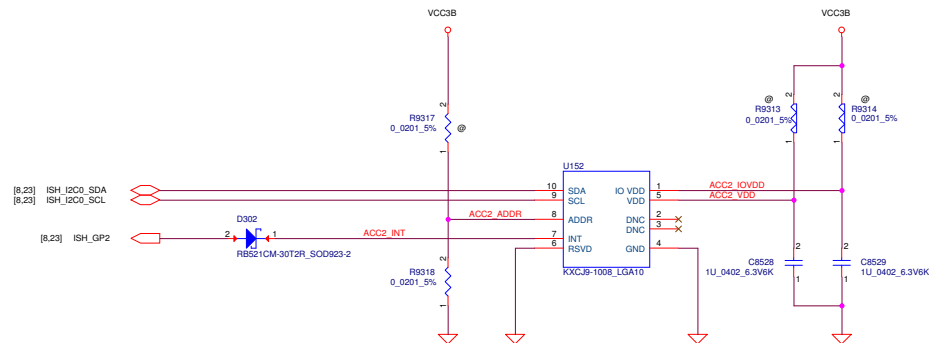 VCC3B
VCC3B
2
R9317
0_0201_5%
@
1
@
2
R9313
0_0201_5%
1
2
@
R9314
0_0201_5%
1
U152
[8,23] ISH_I2C0_SDA
10 SDA
IO VDD 1
ACC2_IOVDD
[8,23] ISH_I2C0_SCL
9 SCL
VDD 5
ACC2_VDD
ACC2_ADDR
8 ADDR
DNC 2
DNC 3
[8,23] ISH_GP2
D302
2
1
RB521CM-30T2R_SOD923-2
ACC2_INT
7 INT
6 RSVD
GND 4
KXCJ9-1008_LGA10
2
R9318
0_0201_5%
1
2
C8528
1U_0402_6.3V6K
1
2
C8529
1U_0402_6.3V6K
1